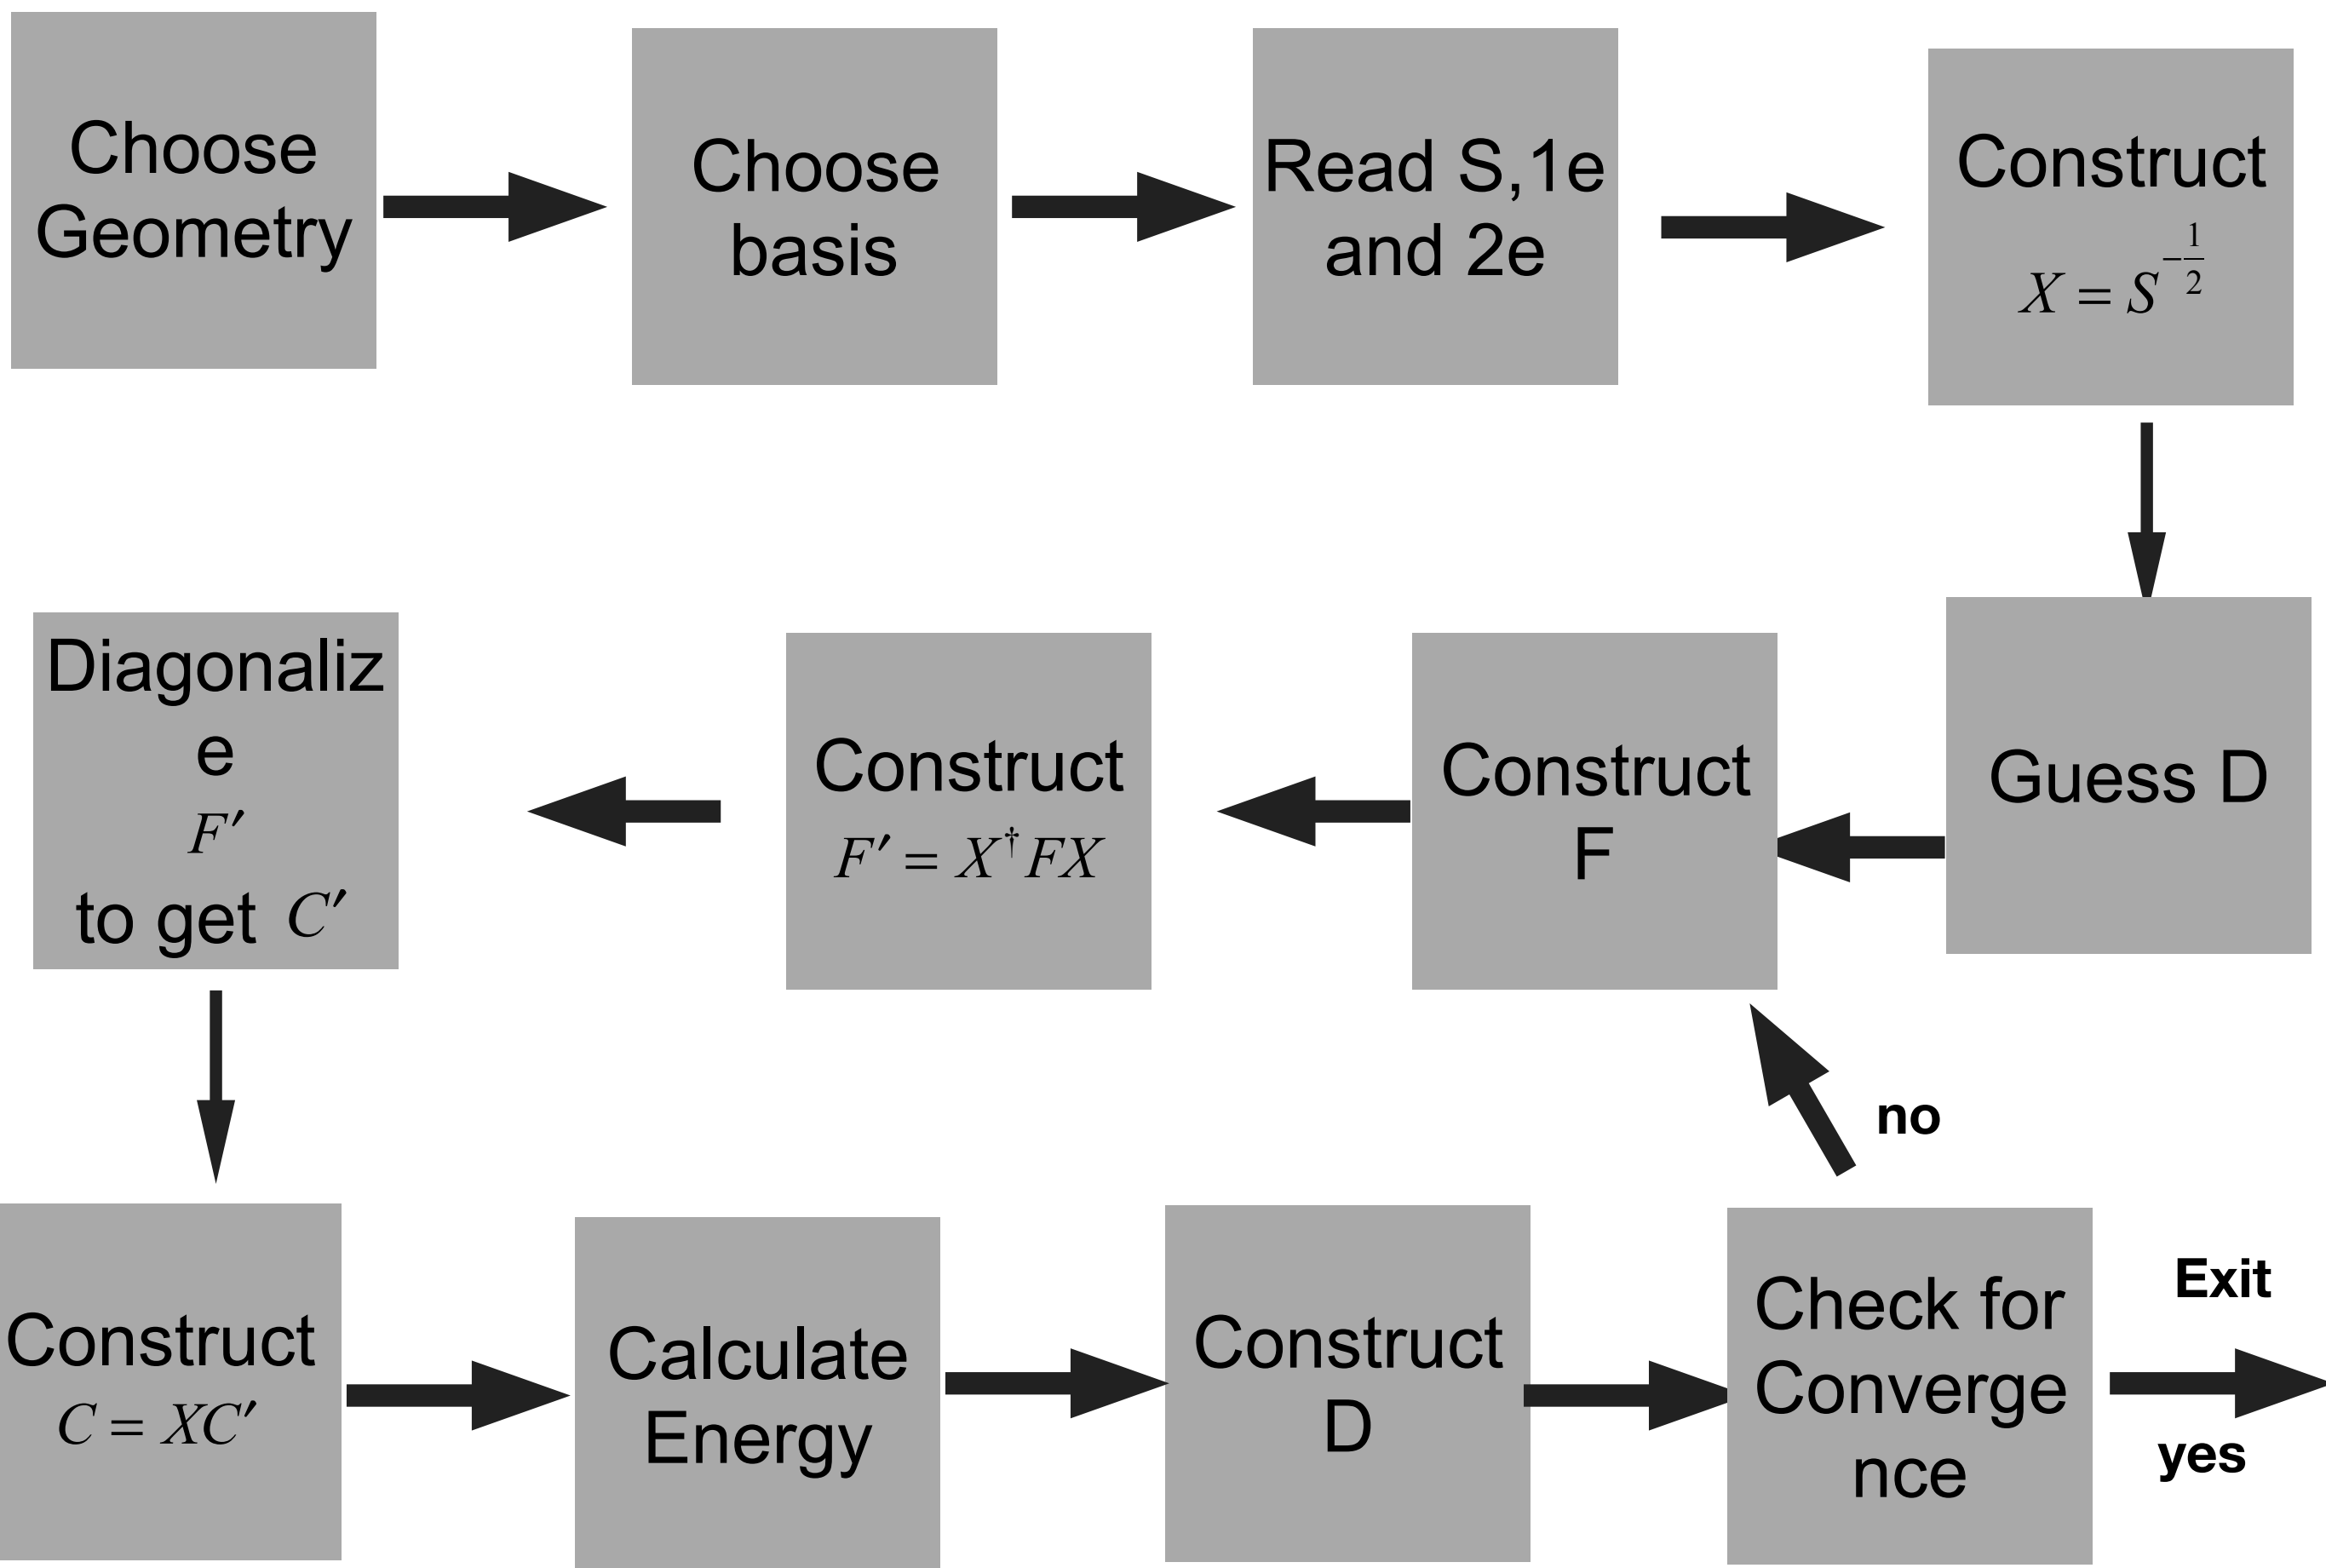 Choose
Geometry
Choose
basis
Read S,1e
and 2e
Construct
X = S^{-\frac{1}{2}}
Diagonaliz
e
F′
to get C′
Construct
F′ = X†FX
Construct
F
Guess D
no
Construct
C = XC′
Calculate
Energy
Construct
D
Check for
Converge
nce
Exit
yes